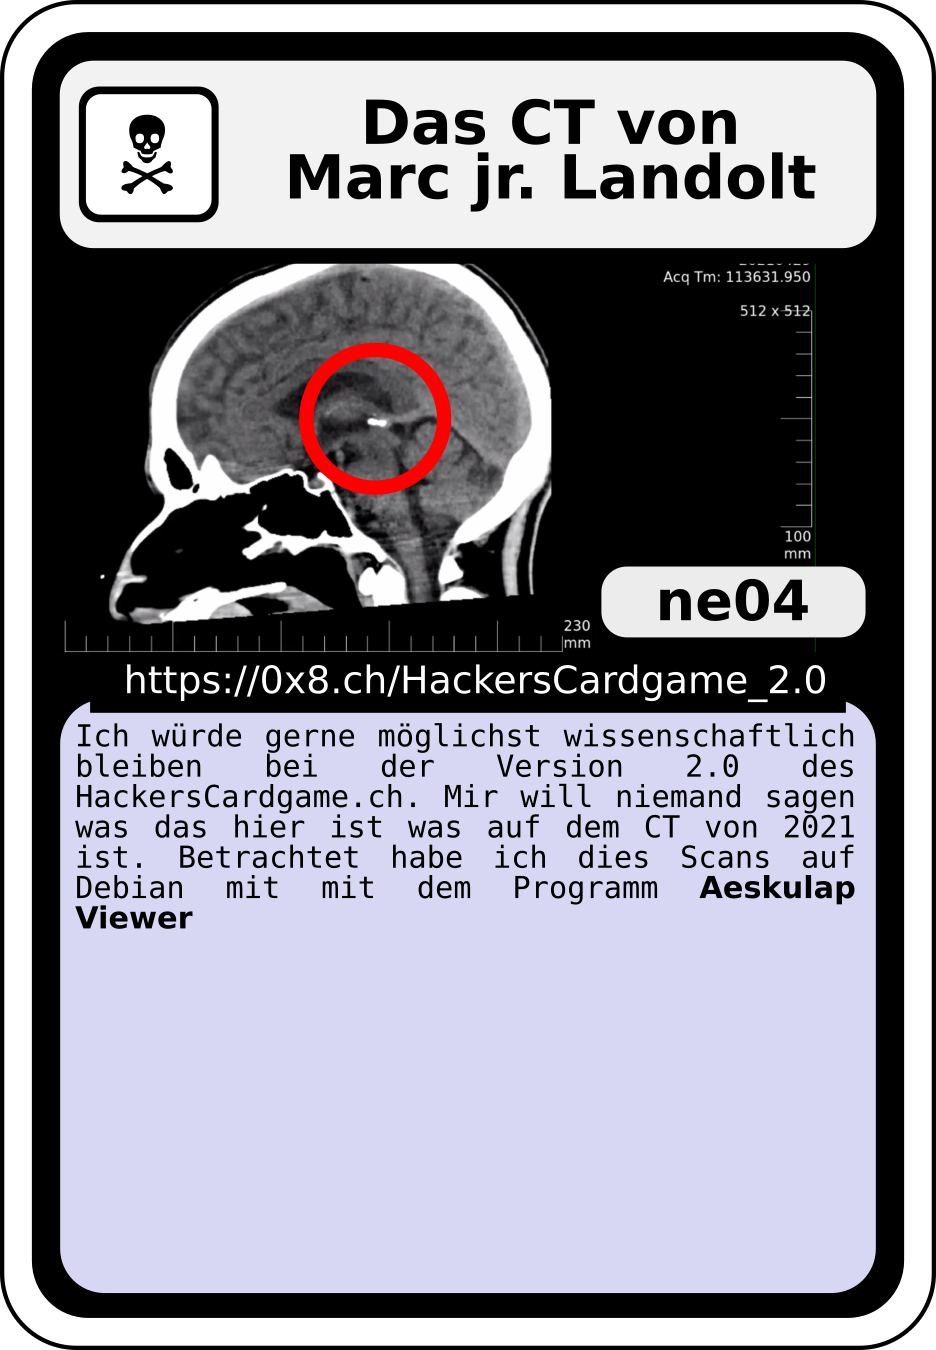 Das CT von
Marc jr. Landolt
Acq Tm: 113631.950
512 x 512
100
mm
ne04
230
mm
https://0x8.ch/HackersCardgame_2.0
Ich würde gerne möglichst wissenschaftlich
bleiben bei der Version 2.0 des
HackersCardgame.ch. Mir will niemand sagen
was das hier ist was auf dem CT von 2021
ist. Betrachtet habe ich dies Scans auf
Debian mit mit dem Programm Aeskulap
Viewer